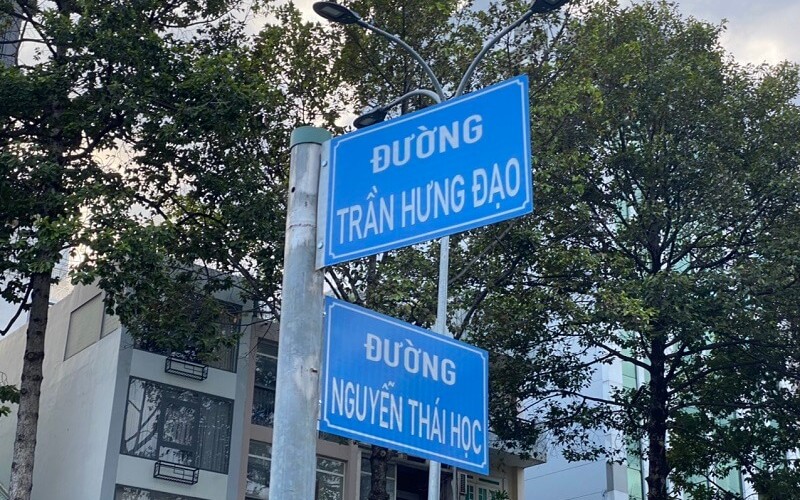 ĐƯỜNG
TRẦN HƯNG ĐẠO
ĐƯỜNG
NGUYỄN THÁI HỌC